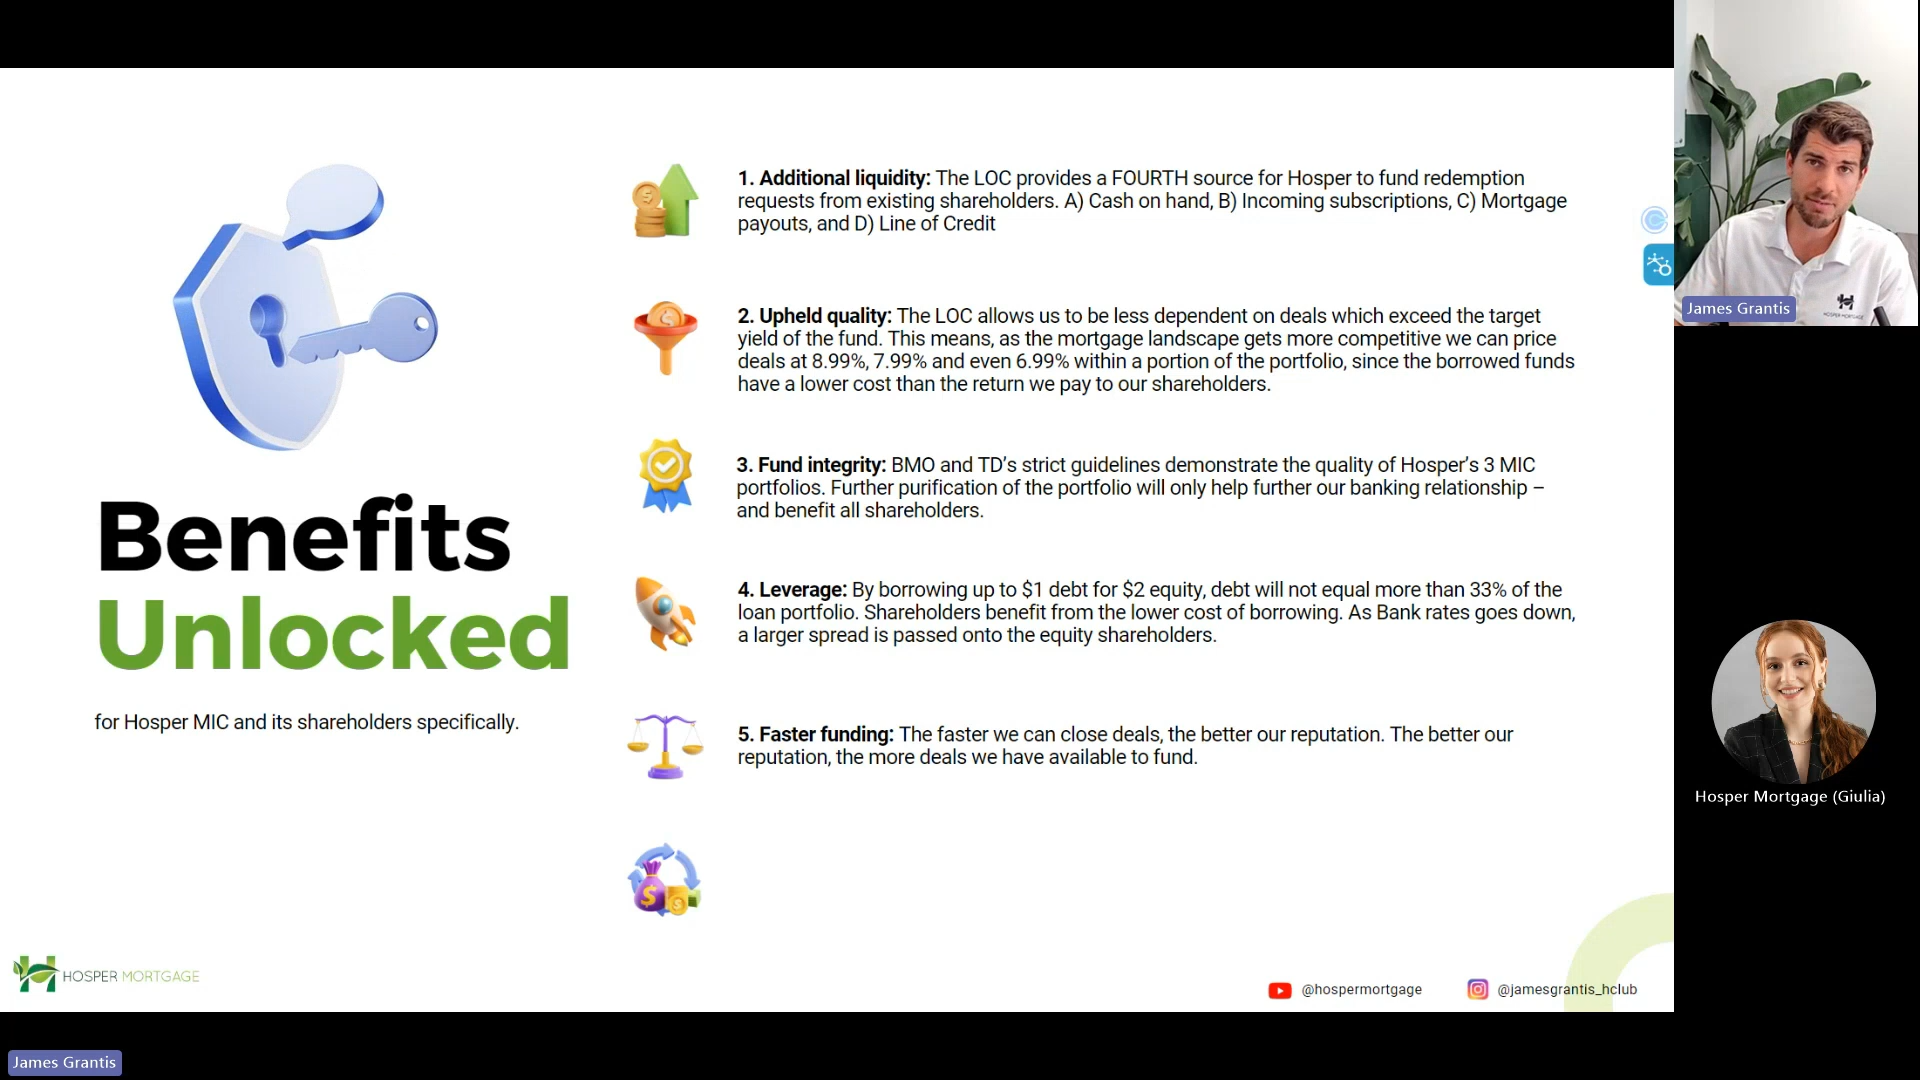 1. Additional liquidity: The LOC provides a FOURTH source for Hosper to fund redemption
requests from existing shareholders. A) Cash on hand, B) Incoming subscriptions, C) Mortgage
payouts, and D) Line of Credit
2. Upheld quality: The LOC allows us to be less dependent on deals which exceed the target
yield of the fund. This means, as the mortgage landscape gets more competitive we can price
deals at 8.99%, 7.99% and even 6.99% within a portion of the portfolio, since the borrowed funds
have a lower cost than the return we pay to our shareholders.
3. Fund integrity: BMO and TD’s strict guidelines demonstrate the quality of Hosper’s 3 MIC
portfolios. Further purification of the portfolio will only help further our banking relationship –
and benefit all shareholders.
4. Leverage: By borrowing up to $1 debt for $2 equity, debt will not equal more than 33% of the
loan portfolio. Shareholders benefit from the lower cost of borrowing. As Bank rates goes down,
a larger spread is passed onto the equity shareholders.
5. Faster funding: The faster we can close deals, the better our reputation. The better our
reputation, the more deals we have available to fund.
Benefits
Unlocked
for Hosper MIC and its shareholders specifically.
HOSPER MORTGAGE
@hospermortgage
@jamesgrantis_hclub
James Grantis
Hosper Mortgage (Giulia)
James Grantis